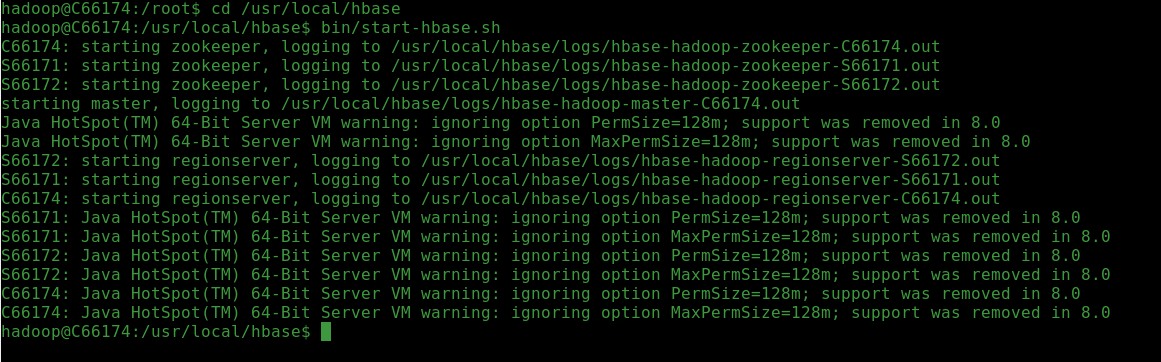 hadoop@C66174:/root$ cd /usr/local/hbase
hadoop@C66174:/usr/local/hbase$ bin/start-hbase.sh
C66174: starting zookeeper, logging to /usr/local/hbase/logs/hbase-hadoop-zookeeper-C66174.out
S66171: starting zookeeper, logging to /usr/local/hbase/logs/hbase-hadoop-zookeeper-S66171.out
S66172: starting zookeeper, logging to /usr/local/hbase/logs/hbase-hadoop-zookeeper-S66172.out
starting master, logging to /usr/local/hbase/logs/hbase-hadoop-master-C66174.out
Java HotSpot(TM) 64-Bit Server VM warning: ignoring option PermSize=128m; support was removed in 8.0
Java HotSpot(TM) 64-Bit Server VM warning: ignoring option MaxPermSize=128m; support was removed in 8.0
S66172: starting regionserver, logging to /usr/local/hbase/logs/hbase-hadoop-regionserver-S66172.out
S66171: starting regionserver, logging to /usr/local/hbase/logs/hbase-hadoop-regionserver-S66171.out
C66174: starting regionserver, logging to /usr/local/hbase/logs/hbase-hadoop-regionserver-C66174.out
S66171: Java HotSpot(TM) 64-Bit Server VM warning: ignoring option PermSize=128m; support was removed in 8.0
S66171: Java HotSpot(TM) 64-Bit Server VM warning: ignoring option MaxPermSize=128m; support was removed in 8.0
S66172: Java HotSpot(TM) 64-Bit Server VM warning: ignoring option PermSize=128m; support was removed in 8.0
S66172: Java HotSpot(TM) 64-Bit Server VM warning: ignoring option MaxPermSize=128m; support was removed in 8.0
C66174: Java HotSpot(TM) 64-Bit Server VM warning: ignoring option PermSize=128m; support was removed in 8.0
C66174: Java HotSpot(TM) 64-Bit Server VM warning: ignoring option MaxPermSize=128m; support was removed in 8.0
hadoop@C66174:/usr/local/hbase$